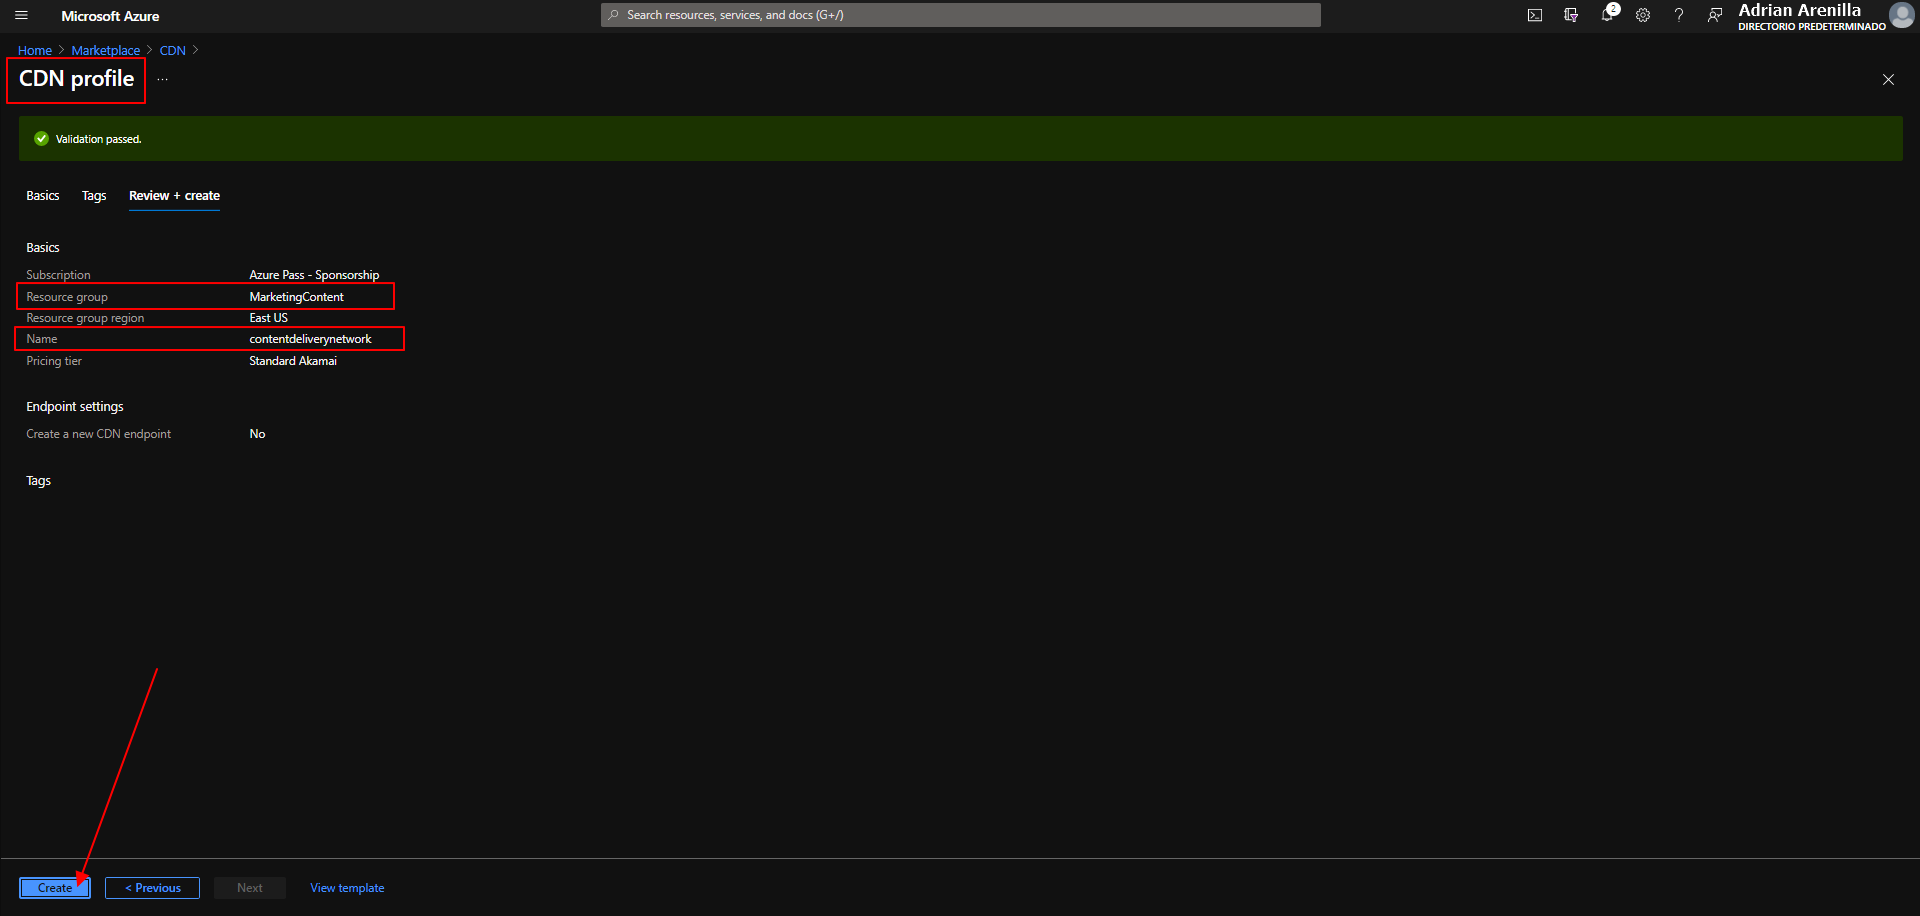 Microsoft Azure
Search resources, services, and docs (G+/)
2
Adrian Arenilla
DIRECTORIO PREDETERMINADO
Home > Marketplace > CDN >
CDN profile ...
Validation passed.
Basics Tags Review + create
Basics
Subscription Azure Pass - Sponsorship
Resource group MarketingContent
Resource group region East US
Name contentdeliverynetwork
Pricing tier Standard Akamai
Endpoint settings
Create a new CDN endpoint No
Tags
Create < Previous Next View template